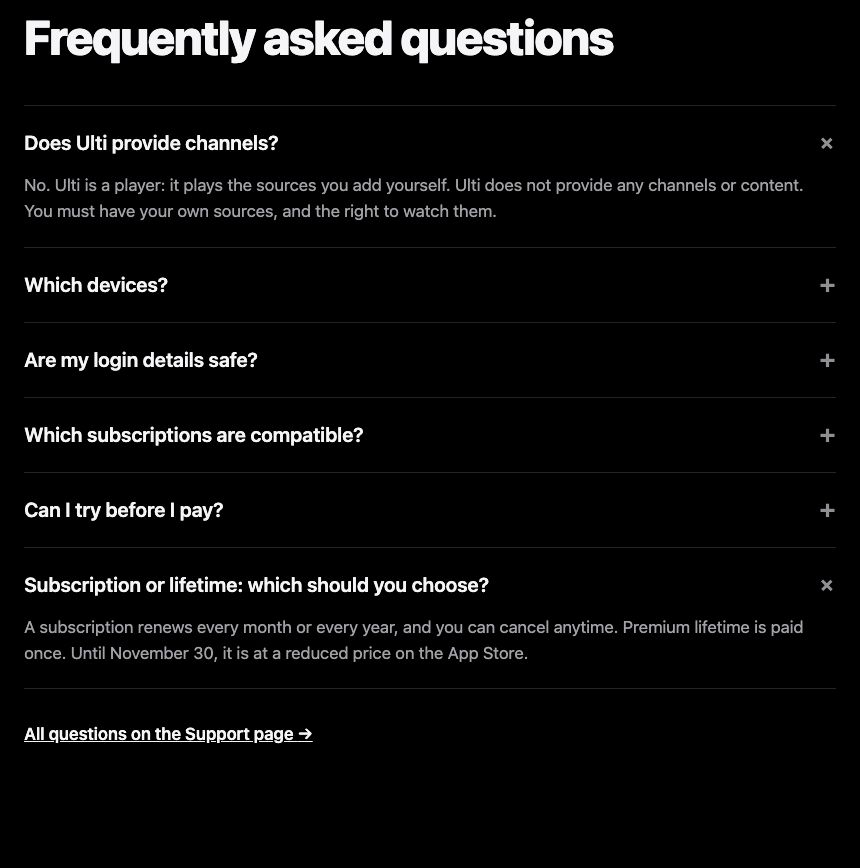 Frequently asked questions
Does Ulti provide channels?
No. Ulti is a player: it plays the sources you add yourself. Ulti does not provide any channels or content.
You must have your own sources, and the right to watch them.
Which devices?
Are my login details safe?
Which subscriptions are compatible?
Can I try before I pay?
Subscription or lifetime: which should you choose?
A subscription renews every month or every year, and you can cancel anytime. Premium lifetime is paid
once. Until November 30, it is at a reduced price on the App Store.
All questions on the Support page →